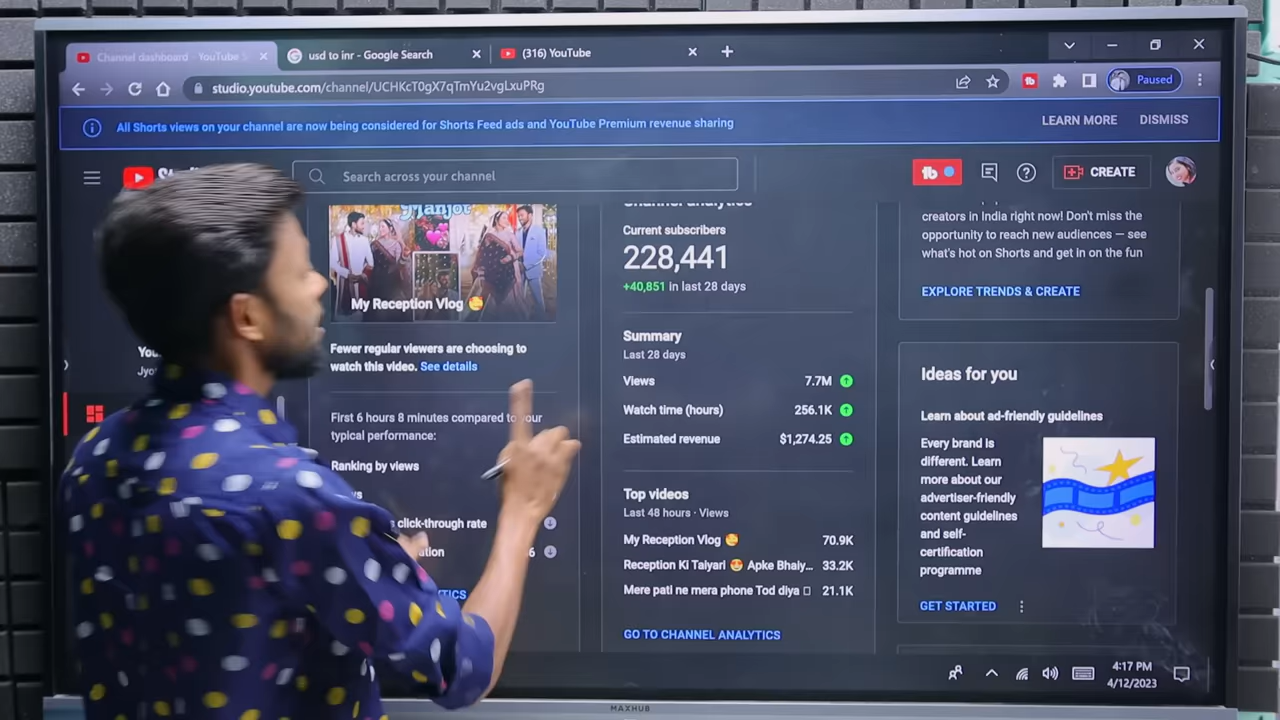 Channel dashboard - YouTube S
usd to inr - Google Search
(316) YouTube
studio.youtube.com/channel/UCHKcT0gX7qTmYu2vgLxuPRg
Paused
All Shorts views on your channel are now being considered for Shorts Feed ads and YouTube Premium revenue sharing
LEARN MORE
DISMISS
Search across your channel
CREATE
Manjot
My Reception Vlog 🥰
Fewer regular viewers are choosing to
watch this video. See details
First 6 hours 8 minutes compared to your
typical performance:
Ranking by views
click-through rate
6
Channel analytics
Current subscribers
228,441
+40,851 in last 28 days
Summary
Last 28 days
Views 7.7M
Watch time (hours) 256.1K
Estimated revenue $1,274.25
Top videos
Last 48 hours · Views
My Reception Vlog 🥰 70.9K
Reception Ki Taiyari 😍 Apke Bhaiy... 33.2K
Mere pati ne mera phone Tod diya 21.1K
GO TO CHANNEL ANALYTICS
creators in India right now! Don't miss the
opportunity to reach new audiences — see
what's hot on Shorts and get in on the fun
EXPLORE TRENDS & CREATE
Ideas for you
Learn about ad-friendly guidelines
Every brand is
different. Learn
more about our
advertiser-friendly
content guidelines
and self-
certification
programme
GET STARTED
4:17 PM
4/12/2023
MAXHUB